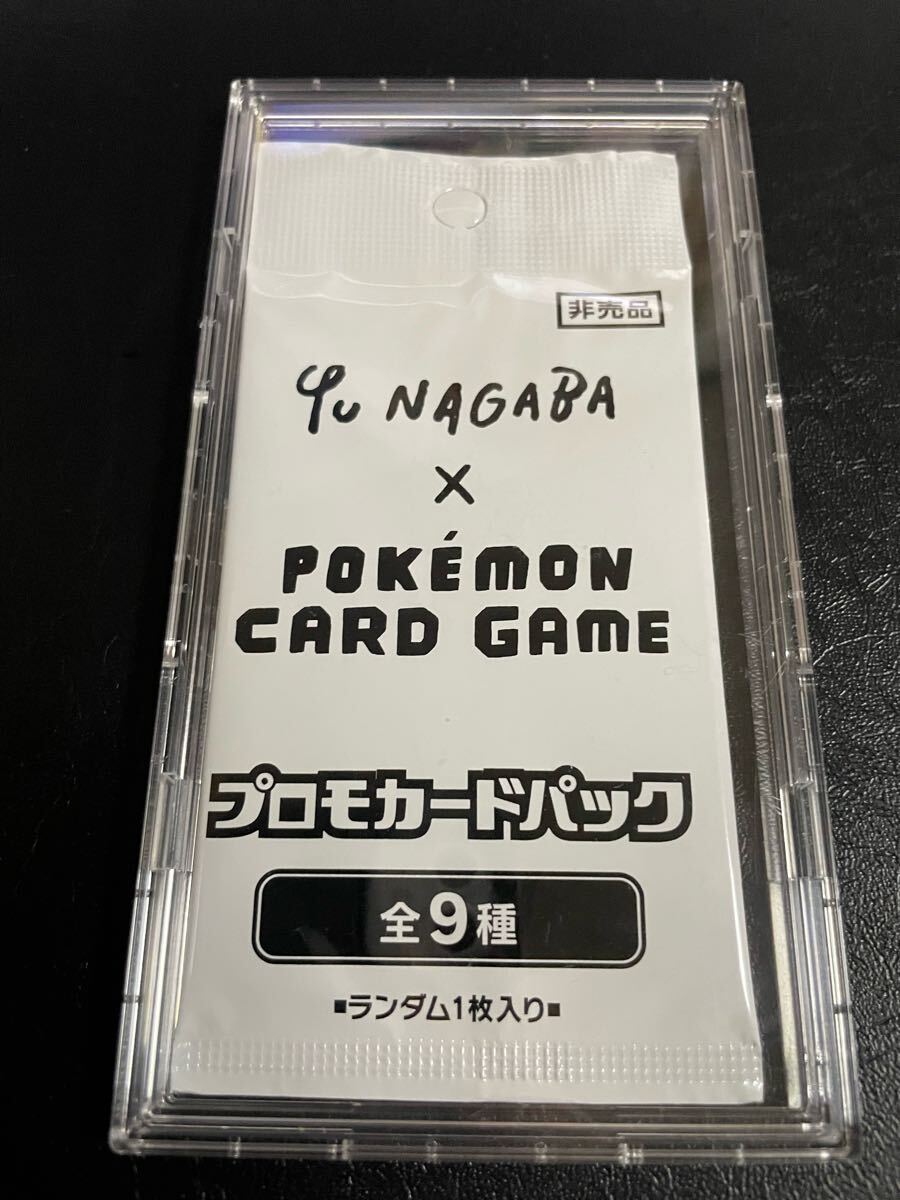 非売品
Yu NAGABA
×
POKÉMON
CARD GAME
プロモカードパック
全9種
▪ランダム1枚入り▪